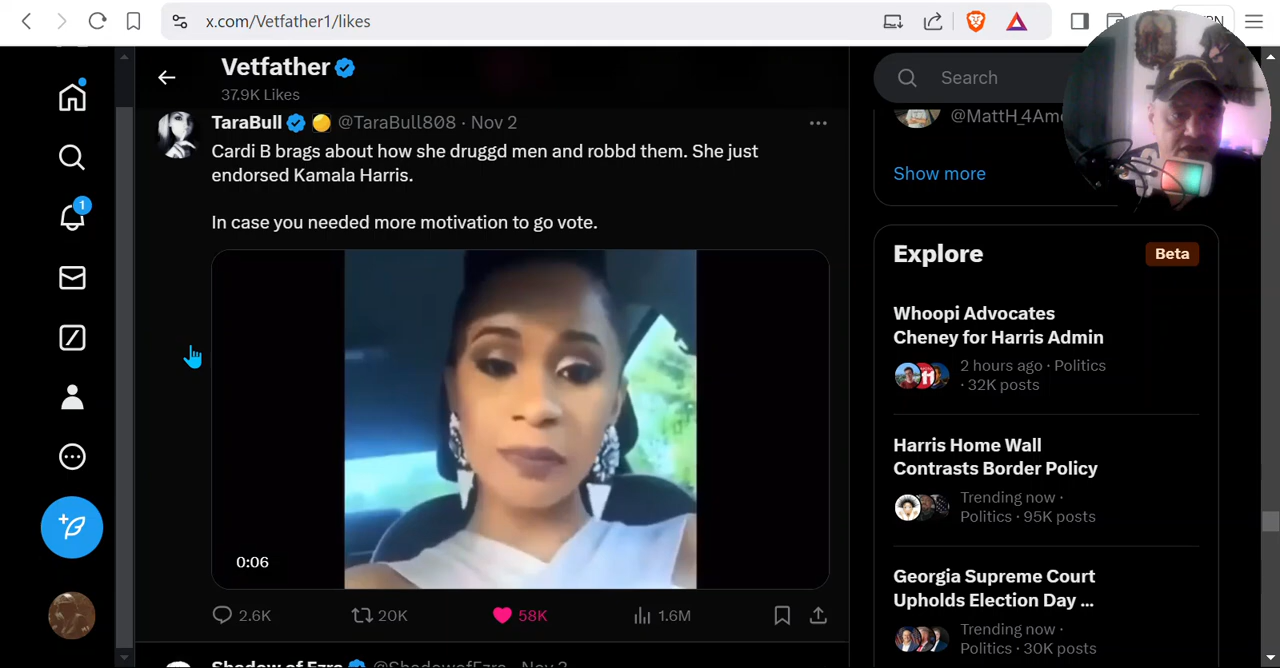 x.com/Vetfather1/likes
Vetfather
37.9K Likes
TaraBull @TaraBull808 · Nov 2
Cardi B brags about how she druggd men and robbd them. She just
endorsed Kamala Harris.
In case you needed more motivation to go vote.
0:06
2.6K 20K 58K 1.6M
@ShadowofEzra · Nov 2
1
Search
@MattH_4Ame
Show more
Explore
Beta
Whoopi Advocates
Cheney for Harris Admin
2 hours ago · Politics
· 32K posts
Harris Home Wall
Contrasts Border Policy
Trending now ·
Politics · 95K posts
Georgia Supreme Court
Upholds Election Day ...
Trending now ·
Politics · 30K posts